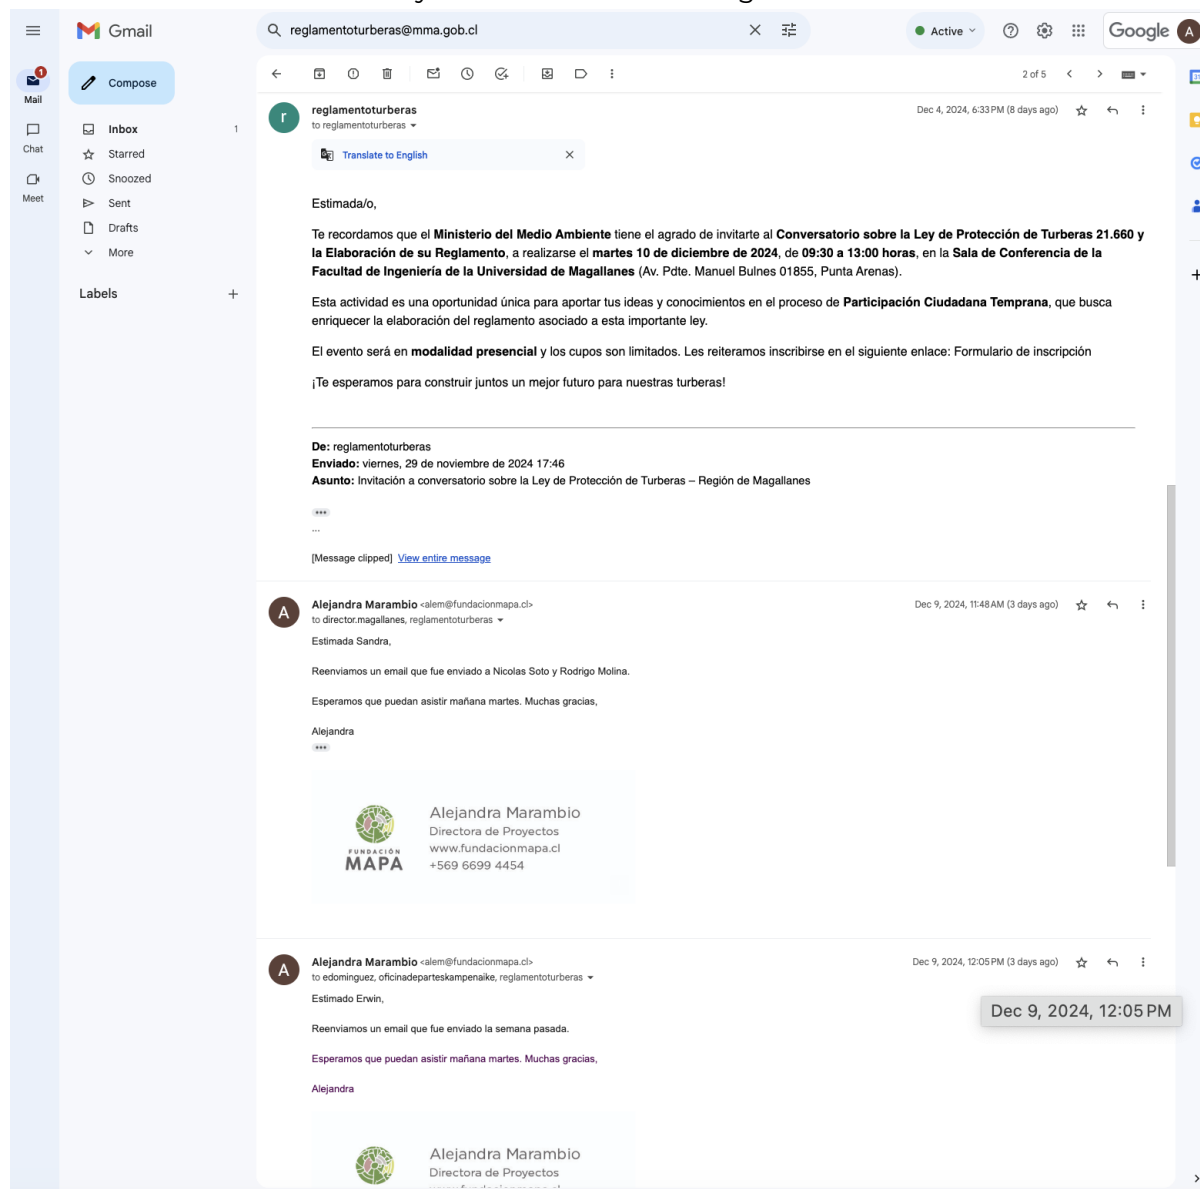 Gmail
reglamentoturberas@mma.gob.cl
Active
Google
A
1
Mail
Chat
Meet
Compose
Inbox 1
Starred
Snoozed
Sent
Drafts
More
Labels
2 of 5
31
r
reglamentoturberas
to reglamentoturberas
Dec 4, 2024, 6:33 PM (8 days ago)
Translate to English
Estimada/o,
Te recordamos que el Ministerio del Medio Ambiente tiene el agrado de invitarte al Conversatorio sobre la Ley de Protección de Turberas 21.660 y
la Elaboración de su Reglamento, a realizarse el martes 10 de diciembre de 2024, de 09:30 a 13:00 horas, en la Sala de Conferencia de la
Facultad de Ingeniería de la Universidad de Magallanes (Av. Pdte. Manuel Bulnes 01855, Punta Arenas).
Esta actividad es una oportunidad única para aportar tus ideas y conocimientos en el proceso de Participación Ciudadana Temprana, que busca
enriquecer la elaboración del reglamento asociado a esta importante ley.
El evento será en modalidad presencial y los cupos son limitados. Les reiteramos inscribirse en el siguiente enlace: Formulario de inscripción
¡Te esperamos para construir juntos un mejor futuro para nuestras turberas!
De: reglamentoturberas
Enviado: viernes, 29 de noviembre de 2024 17:46
Asunto: Invitación a conversatorio sobre la Ley de Protección de Turberas – Región de Magallanes
...
[Message clipped] View entire message
A
Alejandra Marambio <alem@fundacionmapa.cl>
to director.magallanes, reglamentoturberas
Dec 9, 2024, 11:48 AM (3 days ago)
Estimada Sandra,
Reenviamos un email que fue enviado a Nicolas Soto y Rodrigo Molina.
Esperamos que puedan asistir mañana martes. Muchas gracias,
Alejandra
FUNDACIÓN
MAPA
Alejandra Marambio
Directora de Proyectos
www.fundacionmapa.cl
+569 6699 4454
A
Alejandra Marambio <alem@fundacionmapa.cl>
to edominguez, oficinadeparteskampenaike, reglamentoturberas
Dec 9, 2024, 12:05 PM (3 days ago)
Estimado Erwin,
Dec 9, 2024, 12:05 PM
Reenviamos un email que fue enviado la semana pasada.
Esperamos que puedan asistir mañana martes. Muchas gracias,
Alejandra
Alejandra Marambio
Directora de Proyectos